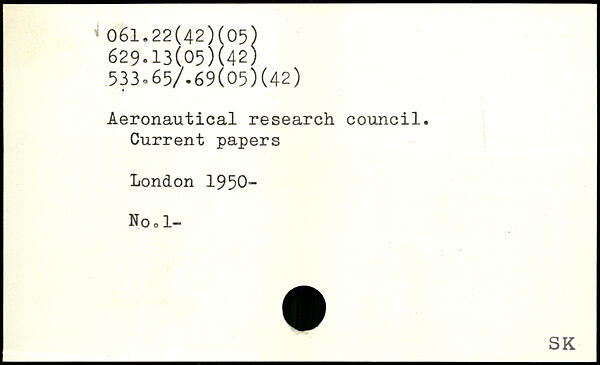 061.22(42)(05)
629.13(05)(42)
533.65/.69(05)(42)
Aeronautical research council.
Current papers
London 1950-
No.1-
SK